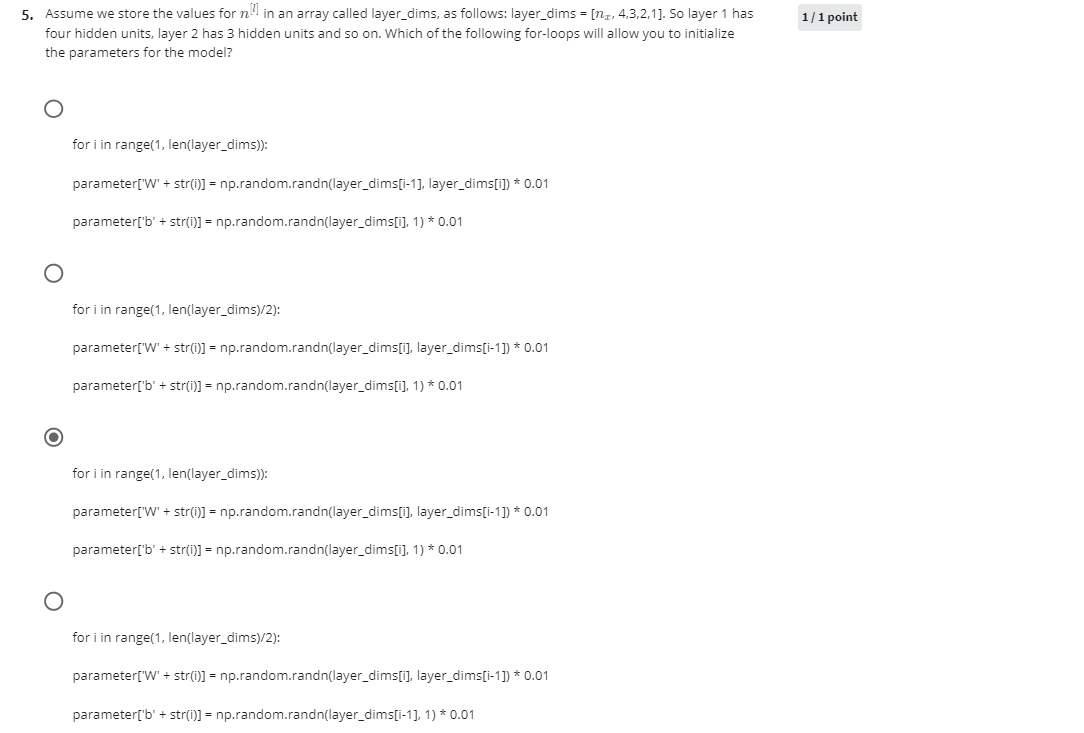 5. Assume we store the values for n^[l] in an array called layer_dims, as follows: layer_dims = [n_x, 4,3,2,1]. So layer 1 has
1 / 1 point
four hidden units, layer 2 has 3 hidden units and so on. Which of the following for-loops will allow you to initialize
the parameters for the model?
for i in range(1, len(layer_dims)):
parameter['W' + str(i)] = np.random.randn(layer_dims[i-1], layer_dims[i]) * 0.01
parameter['b' + str(i)] = np.random.randn(layer_dims[i], 1) * 0.01
for i in range(1, len(layer_dims)/2):
parameter['W' + str(i)] = np.random.randn(layer_dims[i], layer_dims[i-1]) * 0.01
parameter['b' + str(i)] = np.random.randn(layer_dims[i], 1) * 0.01
for i in range(1, len(layer_dims)):
parameter['W' + str(i)] = np.random.randn(layer_dims[i], layer_dims[i-1]) * 0.01
parameter['b' + str(i)] = np.random.randn(layer_dims[i], 1) * 0.01
for i in range(1, len(layer_dims)/2):
parameter['W' + str(i)] = np.random.randn(layer_dims[i], layer_dims[i-1]) * 0.01
parameter['b' + str(i)] = np.random.randn(layer_dims[i-1], 1) * 0.01